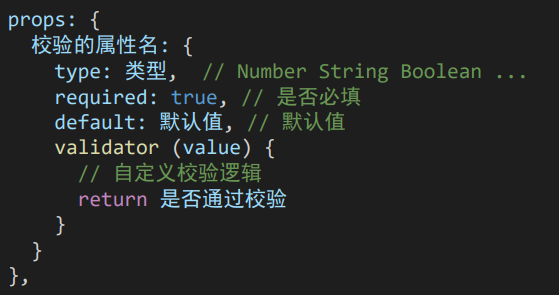 props: {
  校验的属性名: {
    type: 类型,  // Number String Boolean ...
    required: true, // 是否必填
    default: 默认值, // 默认值
    validator (value) {
      // 自定义校验逻辑
      return 是否通过校验
    }
  }
},